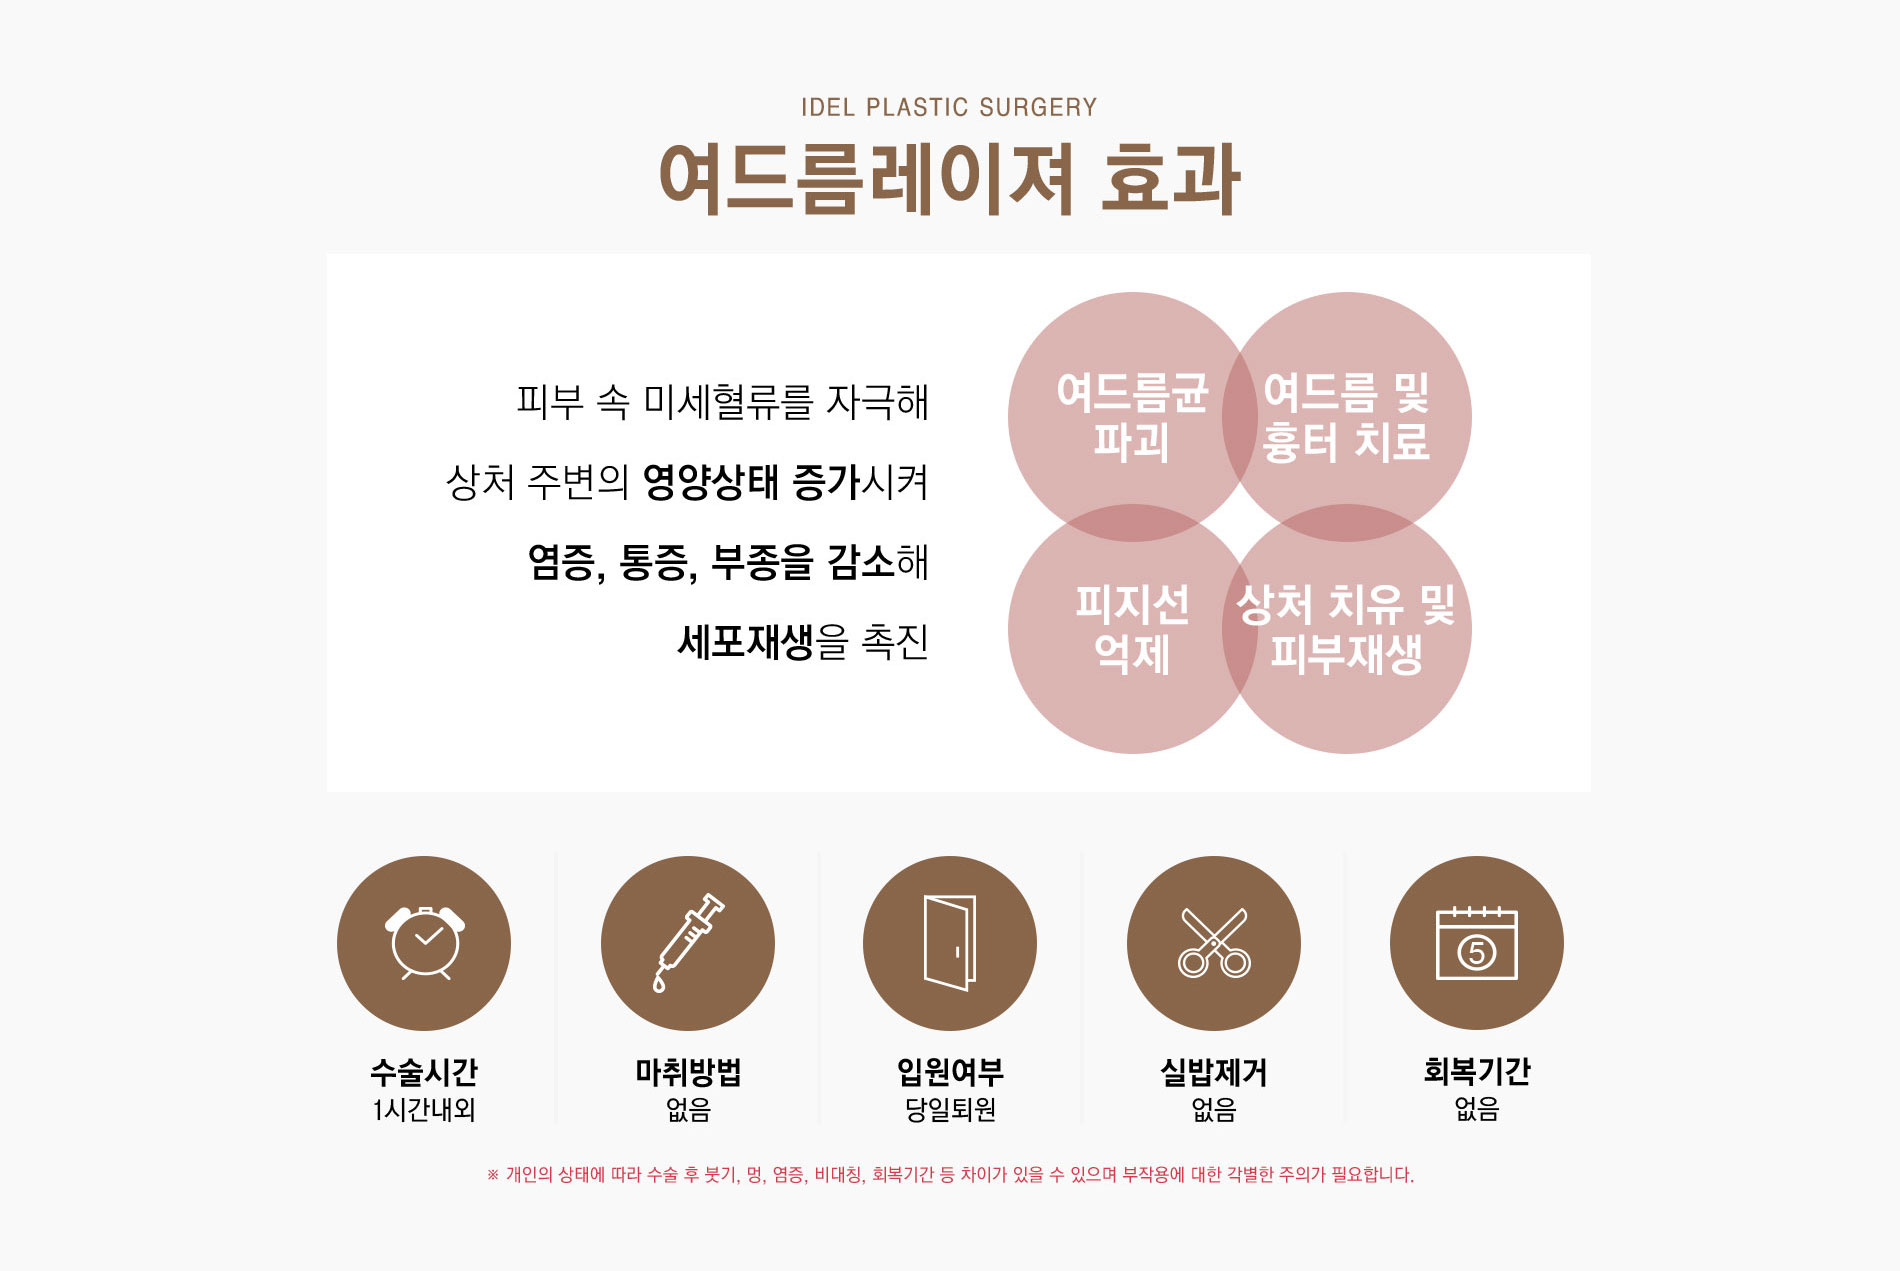 IDEL PLASTIC SURGERY
여드름레이져 효과
피부 속 미세혈류를 자극해
상처 주변의 영양상태 증가시켜
염증, 통증, 부종을 감소해
세포재생을 촉진
여드름균
파괴
여드름 및
흉터 치료
피지선
억제
상처 치유 및
피부재생
5
수술시간
1시간내외
마취방법
없음
입원여부
당일퇴원
실밥제거
없음
회복기간
없음
※ 개인의 상태에 따라 수술 후 붓기, 멍, 염증, 비대칭, 회복기간 등 차이가 있을 수 있으며 부작용에 대한 각별한 주의가 필요합니다.